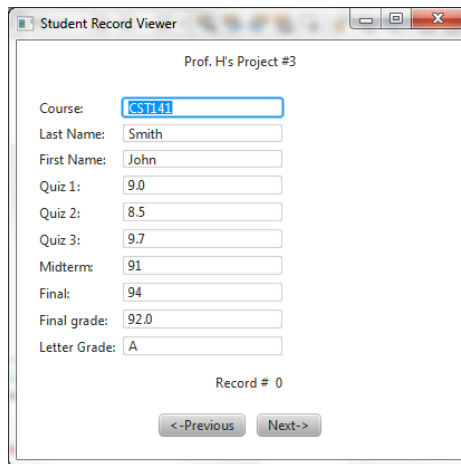 Student Record Viewer
Prof. H's Project #3
Course: CST141
Last Name: Smith
First Name: John
Quiz 1: 9.0
Quiz 2: 8.5
Quiz 3: 9.7
Midterm: 91
Final: 94
Final grade: 92.0
Letter Grade: A
Record # 0
<-Previous Next->